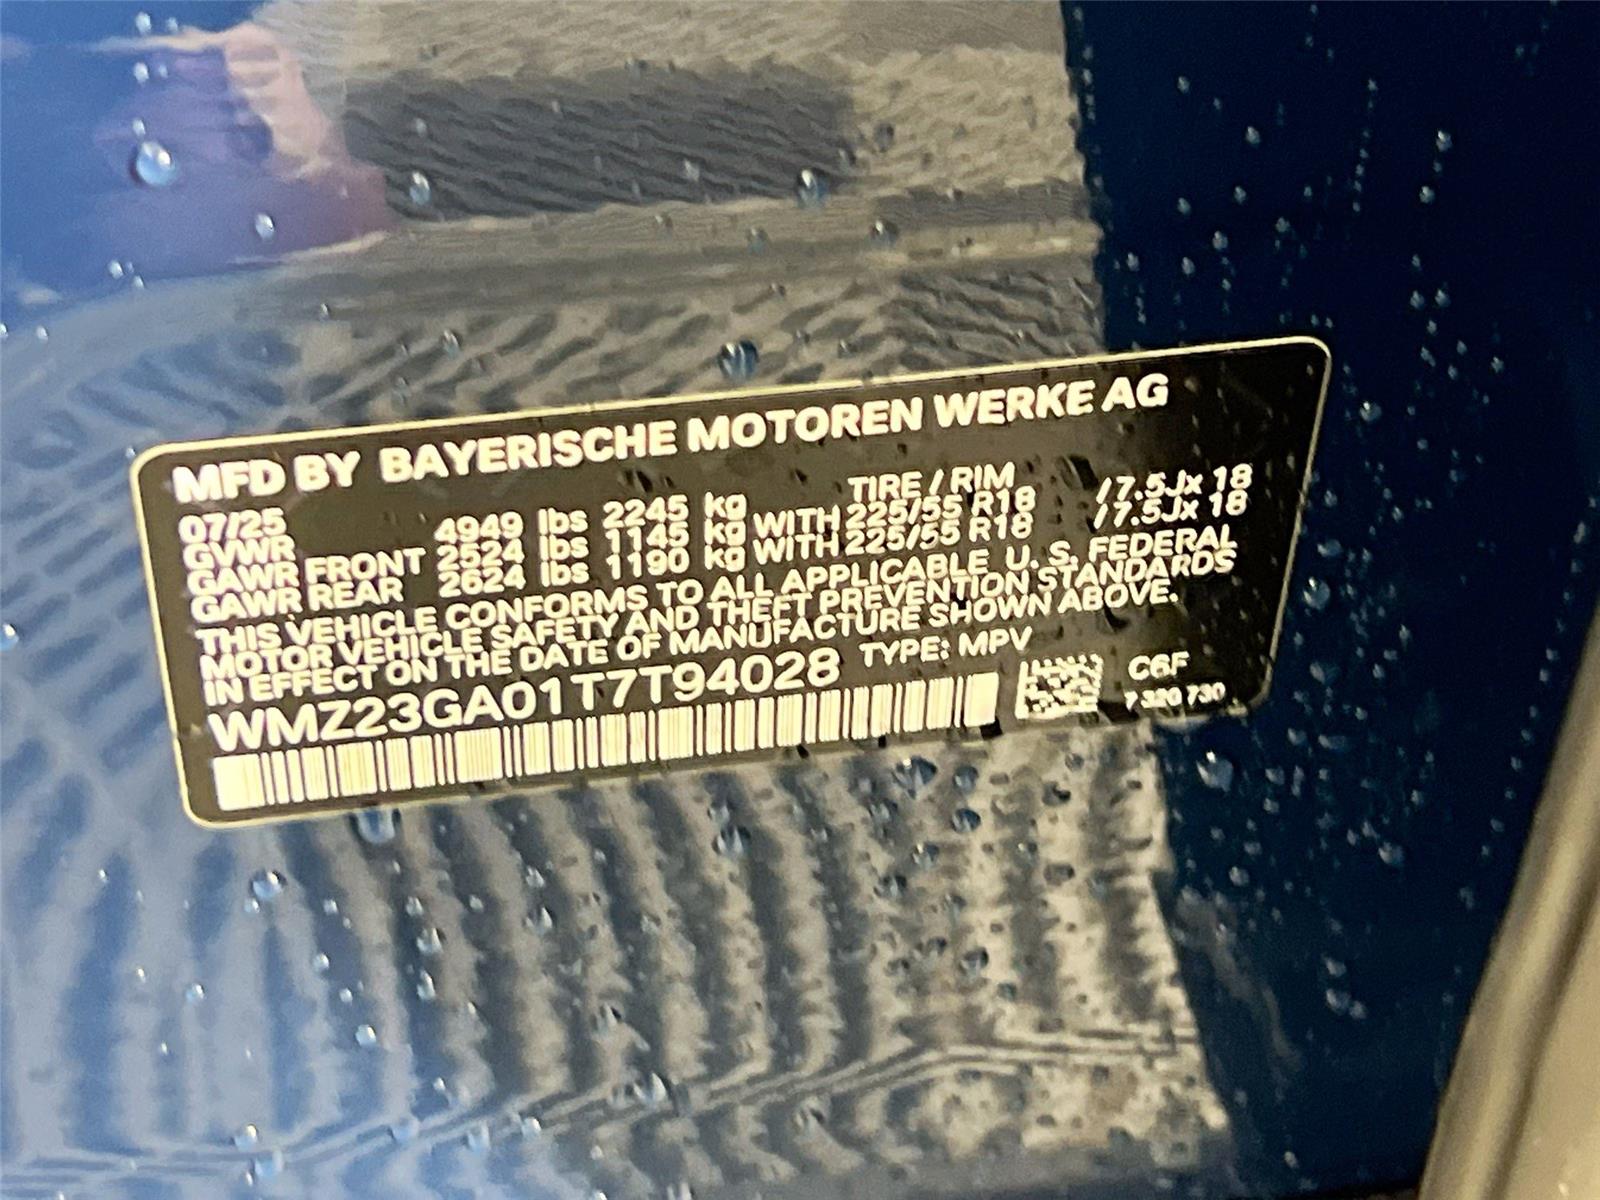 MFD BY BAYERISCHE MOTOREN WERKE AG
07/25 TIRE / RIM
GVWR 4949 lbs 2245 kg
GAWR FRONT 2524 lbs 1145 kg WITH 225/55 R18 / 7.5Jx 18
GAWR REAR 2624 lbs 1190 kg WITH 225/55 R18 / 7.5Jx 18
THIS VEHICLE CONFORMS TO ALL APPLICABLE U. S. FEDERAL
MOTOR VEHICLE SAFETY AND THEFT PREVENTION STANDARDS
IN EFFECT ON THE DATE OF MANUFACTURE SHOWN ABOVE.
WMZ23GA01T7T94028 TYPE: MPV
C6F
7 320 730